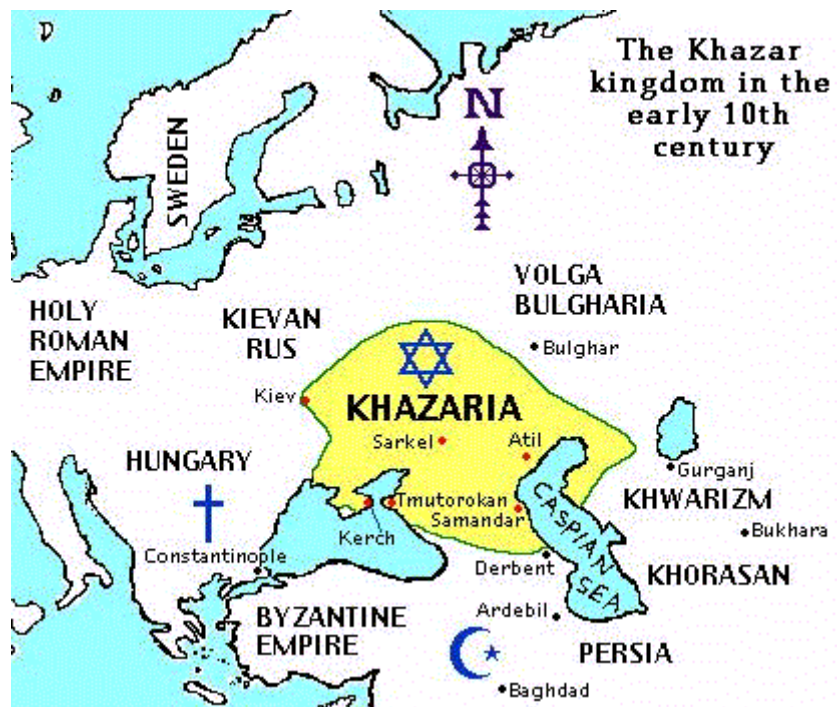 The Khazar
kingdom in the
early 10th
century
N
SWEDEN
VOLGA
BULGHARIA
HOLY
ROMAN
EMPIRE
KIEVAN
RUS
Bulghar
Kiev
KHAZARIA
Sarkel
Atil
HUNGARY
Gurganj
KHWARIZM
Tmutorokan
Samandar
CASPIAN
SEA
Kerch
Bukhara
Constantinople
Derbent
KHORASAN
BYZANTINE
EMPIRE
Ardebil
PERSIA
Baghdad